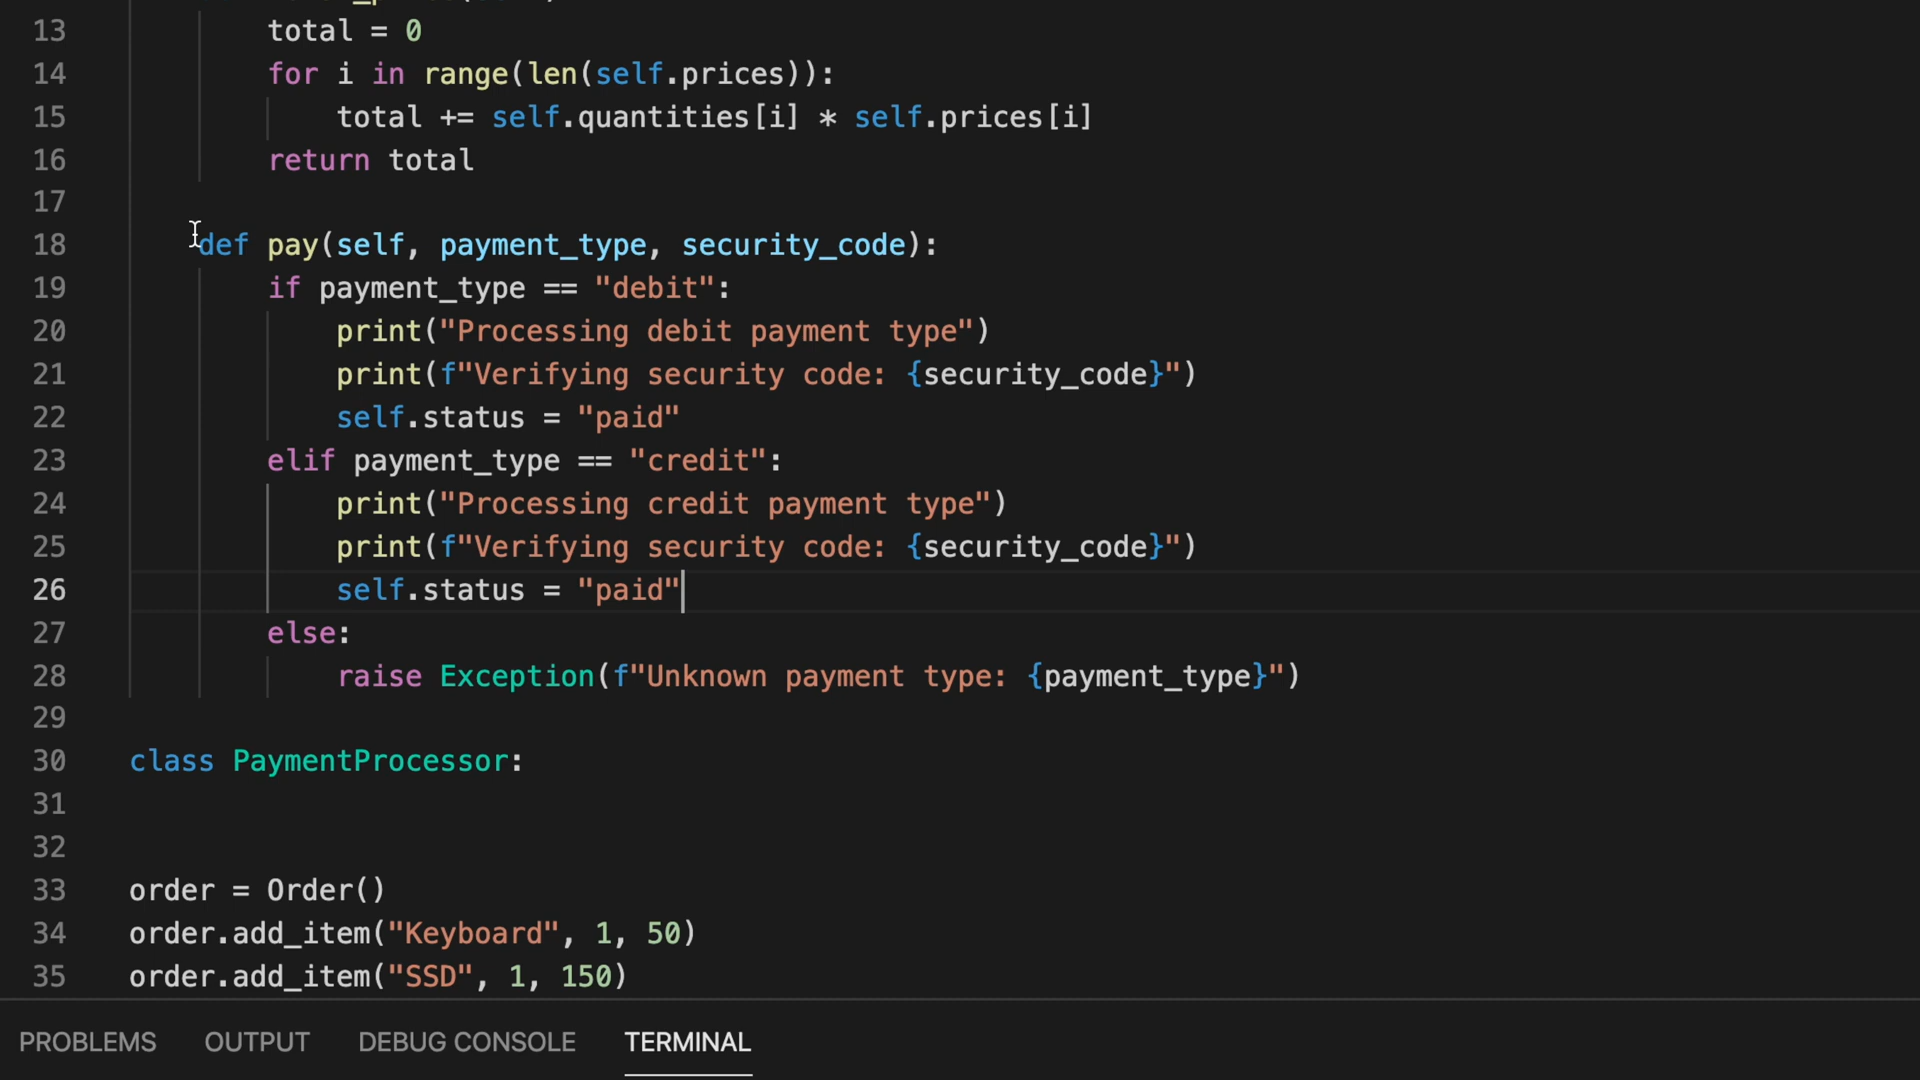 13 total = 0
14 for i in range(len(self.prices)):
15 total += self.quantities[i] * self.prices[i]
16 return total
17
18 def pay(self, payment_type, security_code):
19 if payment_type == "debit":
20 print("Processing debit payment type")
21 print(f"Verifying security code: {security_code}")
22 self.status = "paid"
23 elif payment_type == "credit":
24 print("Processing credit payment type")
25 print(f"Verifying security code: {security_code}")
26 self.status = "paid"
27 else:
28 raise Exception(f"Unknown payment type: {payment_type}")
29
30 class PaymentProcessor:
31
32
33 order = Order()
34 order.add_item("Keyboard", 1, 50)
35 order.add_item("SSD", 1, 150)
PROBLEMS OUTPUT DEBUG CONSOLE TERMINAL